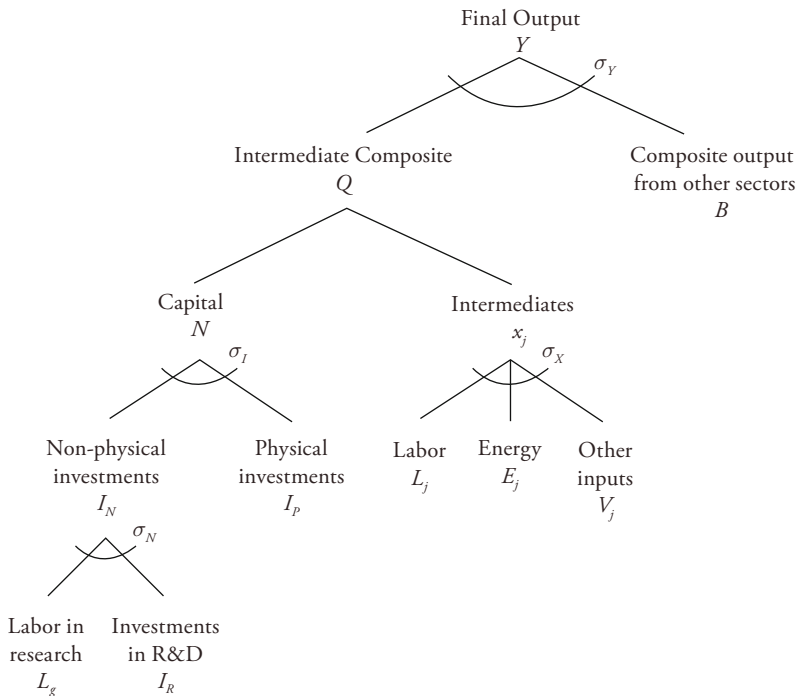 Final Output
Y
σ_Y
Intermediate Composite
Q
Composite output
from other sectors
B
Capital
N
σ_I
Intermediates
x_j
σ_X
Non-physical
investments
I_N
Physical
investments
I_P
Labor
L_j
Energy
E_j
Other
inputs
V_j
σ_N
Labor in
research
L_g
Investments
in R&D
I_R